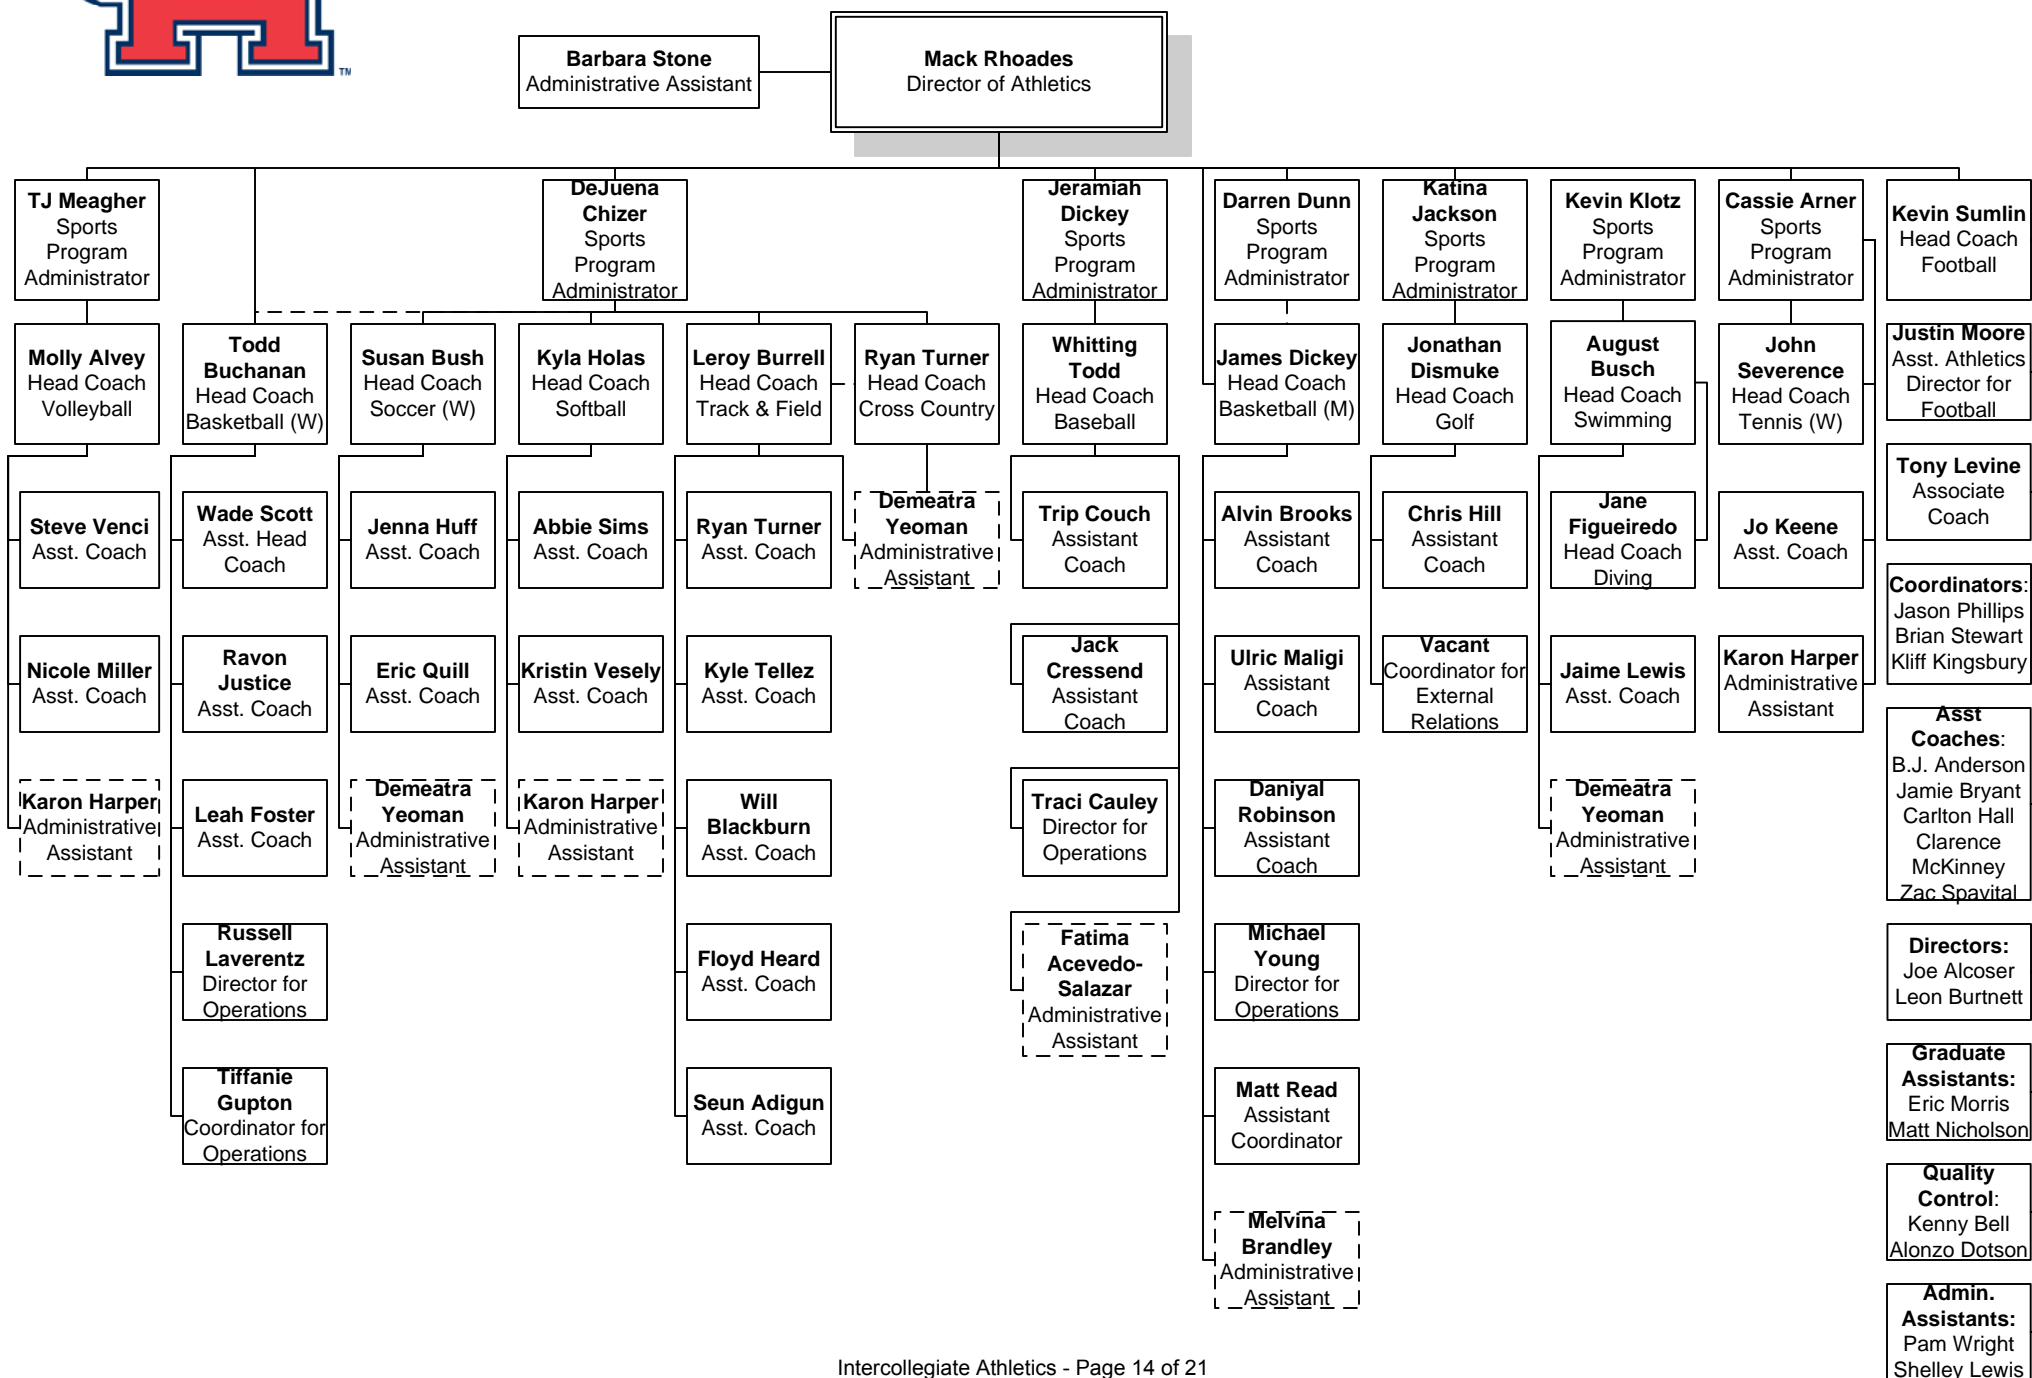 TM
Barbara Stone
Administrative Assistant
Mack Rhoades
Director of Athletics
TJ Meagher
Sports
Program
Administrator
DeJuena
Chizer
Sports
Program
Administrator
Jeramiah
Dickey
Sports
Program
Administrator
Darren Dunn
Sports
Program
Administrator
Katina
Jackson
Sports
Program
Administrator
Kevin Klotz
Sports
Program
Administrator
Cassie Arner
Sports
Program
Administrator
Kevin Sumlin
Head Coach
Football
Molly Alvey
Head Coach
Volleyball
Todd
Buchanan
Head Coach
Basketball (W)
Susan Bush
Head Coach
Soccer (W)
Kyla Holas
Head Coach
Softball
Leroy Burrell
Head Coach
Track & Field
Ryan Turner
Head Coach
Cross Country
Whitting
Todd
Head Coach
Baseball
James Dickey
Head Coach
Basketball (M)
Jonathan
Dismuke
Head Coach
Golf
August
Busch
Head Coach
Swimming
John
Severence
Head Coach
Tennis (W)
Justin Moore
Asst. Athletics
Director for
Football
Steve Venci
Asst. Coach
Wade Scott
Asst. Head
Coach
Jenna Huff
Asst. Coach
Abbie Sims
Asst. Coach
Ryan Turner
Asst. Coach
Demeatra
Yeoman
Administrative
Assistant
Trip Couch
Assistant
Coach
Alvin Brooks
Assistant
Coach
Chris Hill
Assistant
Coach
Jane
Figueiredo
Head Coach
Diving
Jo Keene
Asst. Coach
Tony Levine
Associate
Coach
Coordinators:
Jason Phillips
Brian Stewart
Kliff Kingsbury
Nicole Miller
Asst. Coach
Ravon
Justice
Asst. Coach
Eric Quill
Asst. Coach
Kristin Vesely
Asst. Coach
Kyle Tellez
Asst. Coach
Jack
Cressend
Assistant
Coach
Ulric Maligi
Assistant
Coach
Vacant
Coordinator for
External
Relations
Jaime Lewis
Asst. Coach
Karon Harper
Administrative
Assistant
Asst
Coaches:
B.J. Anderson
Jamie Bryant
Carlton Hall
Clarence
McKinney
Zac Spavital
Karon Harper
Administrative
Assistant
Leah Foster
Asst. Coach
Demeatra
Yeoman
Administrative
Assistant
Karon Harper
Administrative
Assistant
Will
Blackburn
Asst. Coach
Traci Cauley
Director for
Operations
Daniyal
Robinson
Assistant
Coach
Demeatra
Yeoman
Administrative
Assistant
Russell
Laverentz
Director for
Operations
Floyd Heard
Asst. Coach
Fatima
Acevedo-
Salazar
Administrative
Assistant
Michael
Young
Director for
Operations
Directors:
Joe Alcoser
Leon Burtnett
Tiffanie
Gupton
Coordinator for
Operations
Seun Adigun
Asst. Coach
Matt Read
Assistant
Coordinator
Graduate
Assistants:
Eric Morris
Matt Nicholson
Melvina
Brandley
Administrative
Assistant
Quality
Control:
Kenny Bell
Alonzo Dotson
Admin.
Assistants:
Pam Wright
Shelley Lewis
Intercollegiate Athletics - Page 14 of 21